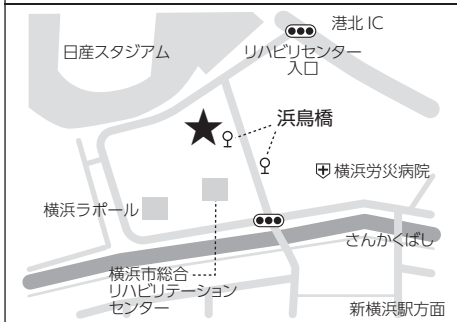 港北 IC
日産スタジアム
リハビリセンター
入口
浜鳥橋
横浜労災病院
横浜ラポール
さんかくばし
横浜市総合
リハビリテーション
センター
新横浜駅方面